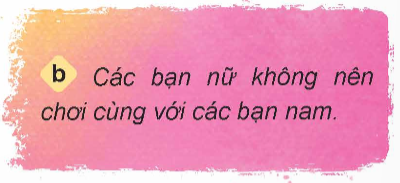 b Các bạn nữ không nên
chơi cùng với các bạn nam.